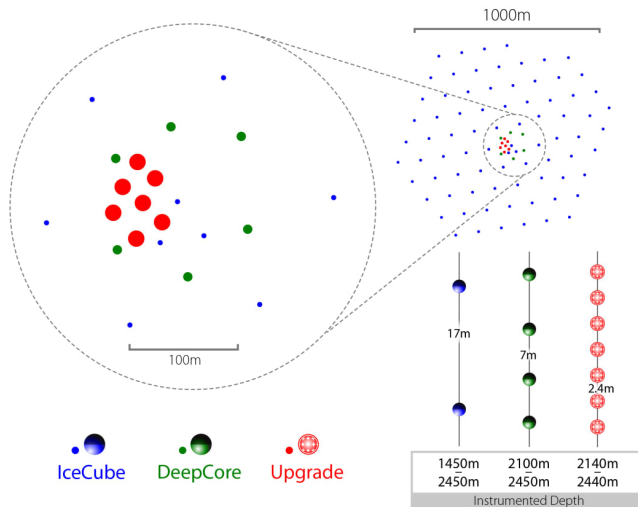 1000m
100m
17m
7m
2.4m
IceCube
DeepCore
Upgrade
1450m 2100m 2140m
– – –
2450m 2450m 2440m
Instrumented Depth